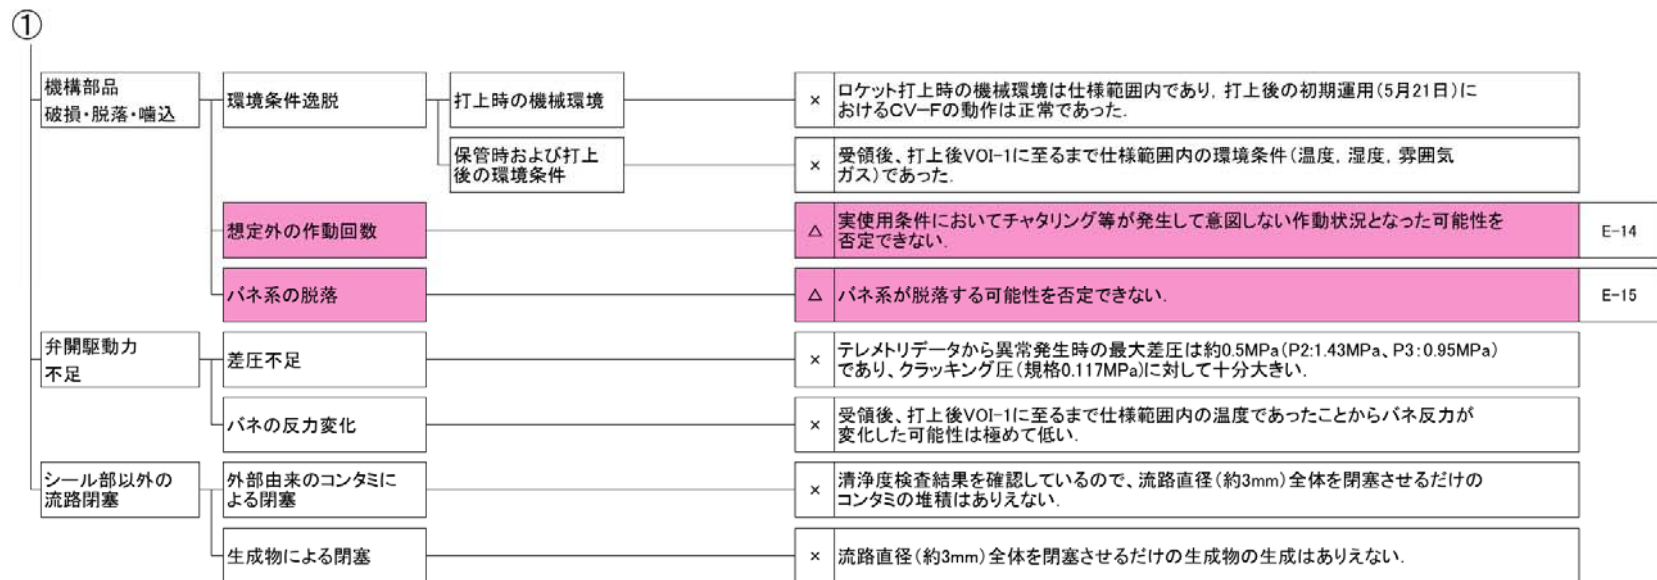 ①
機構部品
破損・脱落・噛込
環境条件逸脱
打上時の機械環境
×
ロケット打上時の機械環境は仕様範囲内であり, 打上後の初期運用(5月21日)に
おけるCV-Fの動作は正常であった.
保管時および打上
後の環境条件
×
受領後、打上後VOI-1に至るまで仕様範囲内の環境条件(温度, 湿度, 雰囲気
ガス)であった.
想定外の作動回数
△
実使用条件においてチャタリング等が発生して意図しない作動状況となった可能性を
否定できない.
E-14
バネ系の脱落
△
バネ系が脱落する可能性を否定できない.
E-15
弁開駆動力
不足
差圧不足
×
テレメトリデータから異常発生時の最大差圧は約0.5MPa(P2:1.43MPa、P3:0.95MPa)
であり、クラッキング圧(規格0.117MPa)に対して十分大きい.
バネの反力変化
×
受領後、打上後VOI-1に至るまで仕様範囲内の温度であったことからバネ反力が
変化した可能性は極めて低い.
シール部以外の
流路閉塞
外部由来のコンタミに
よる閉塞
×
清浄度検査結果を確認しているので、流路直径(約3mm)全体を閉塞させるだけの
コンタミの堆積はありえない.
生成物による閉塞
×
流路直径(約3mm)全体を閉塞させるだけの生成物の生成はありえない.